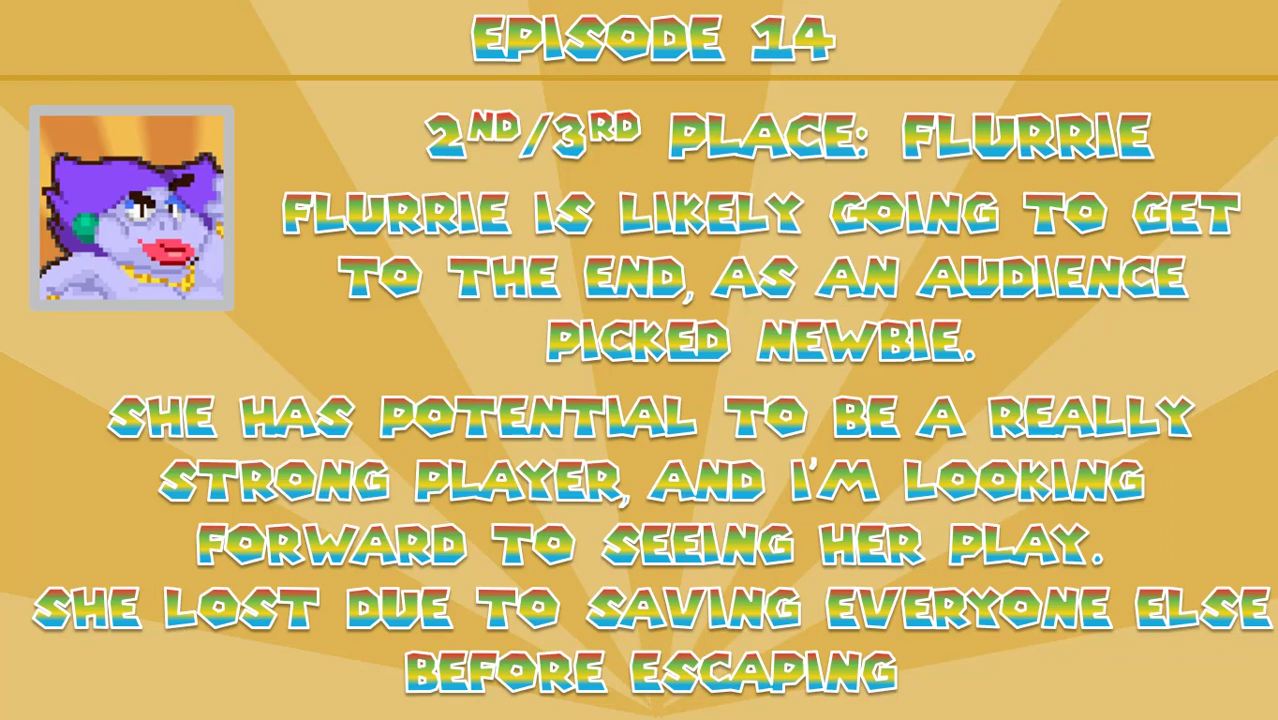 EPISODE 14
2ND/3RD PLACE: FLURRIE
FLURRIE IS LIKELY GOING TO GET
TO THE END, AS AN AUDIENCE
PICKED NEWBIE.
SHE HAS POTENTIAL TO BE A REALLY
STRONG PLAYER, AND I'M LOOKING
FORWARD TO SEEING HER PLAY.
SHE LOST DUE TO SAVING EVERYONE ELSE
BEFORE ESCAPING